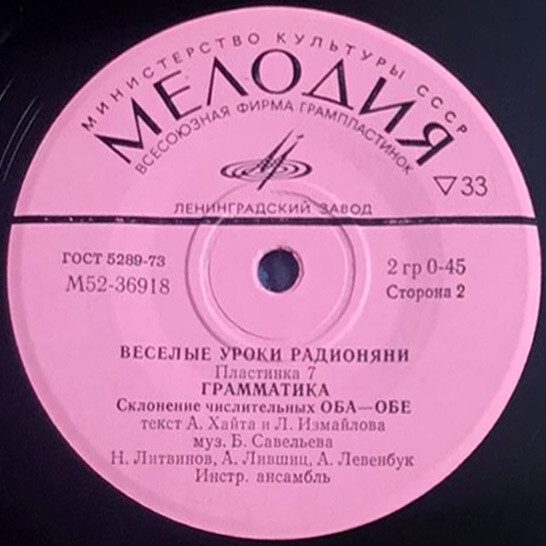 МИНИСТЕРСТВО КУЛЬТУРЫ СССР
МЕЛОДИЯ
ВСЕСОЮЗНАЯ ФИРМА ГРАМПЛАСТИНОК
▽33
ЛЕНИНГРАДСКИЙ ЗАВОД
ГОСТ 5289-73
М52-36918
2 гр 0-45
Сторона 2
ВЕСЕЛЫЕ УРОКИ РАДИОНЯНИ
Пластинка 7
ГРАММАТИКА
Склонение числительных ОБА—ОБЕ
текст А. Хайта и Л. Измайлова
муз. Б. Савельева
Н. Литвинов, А. Лившиц, А. Левенбук
Инстр. ансамбль